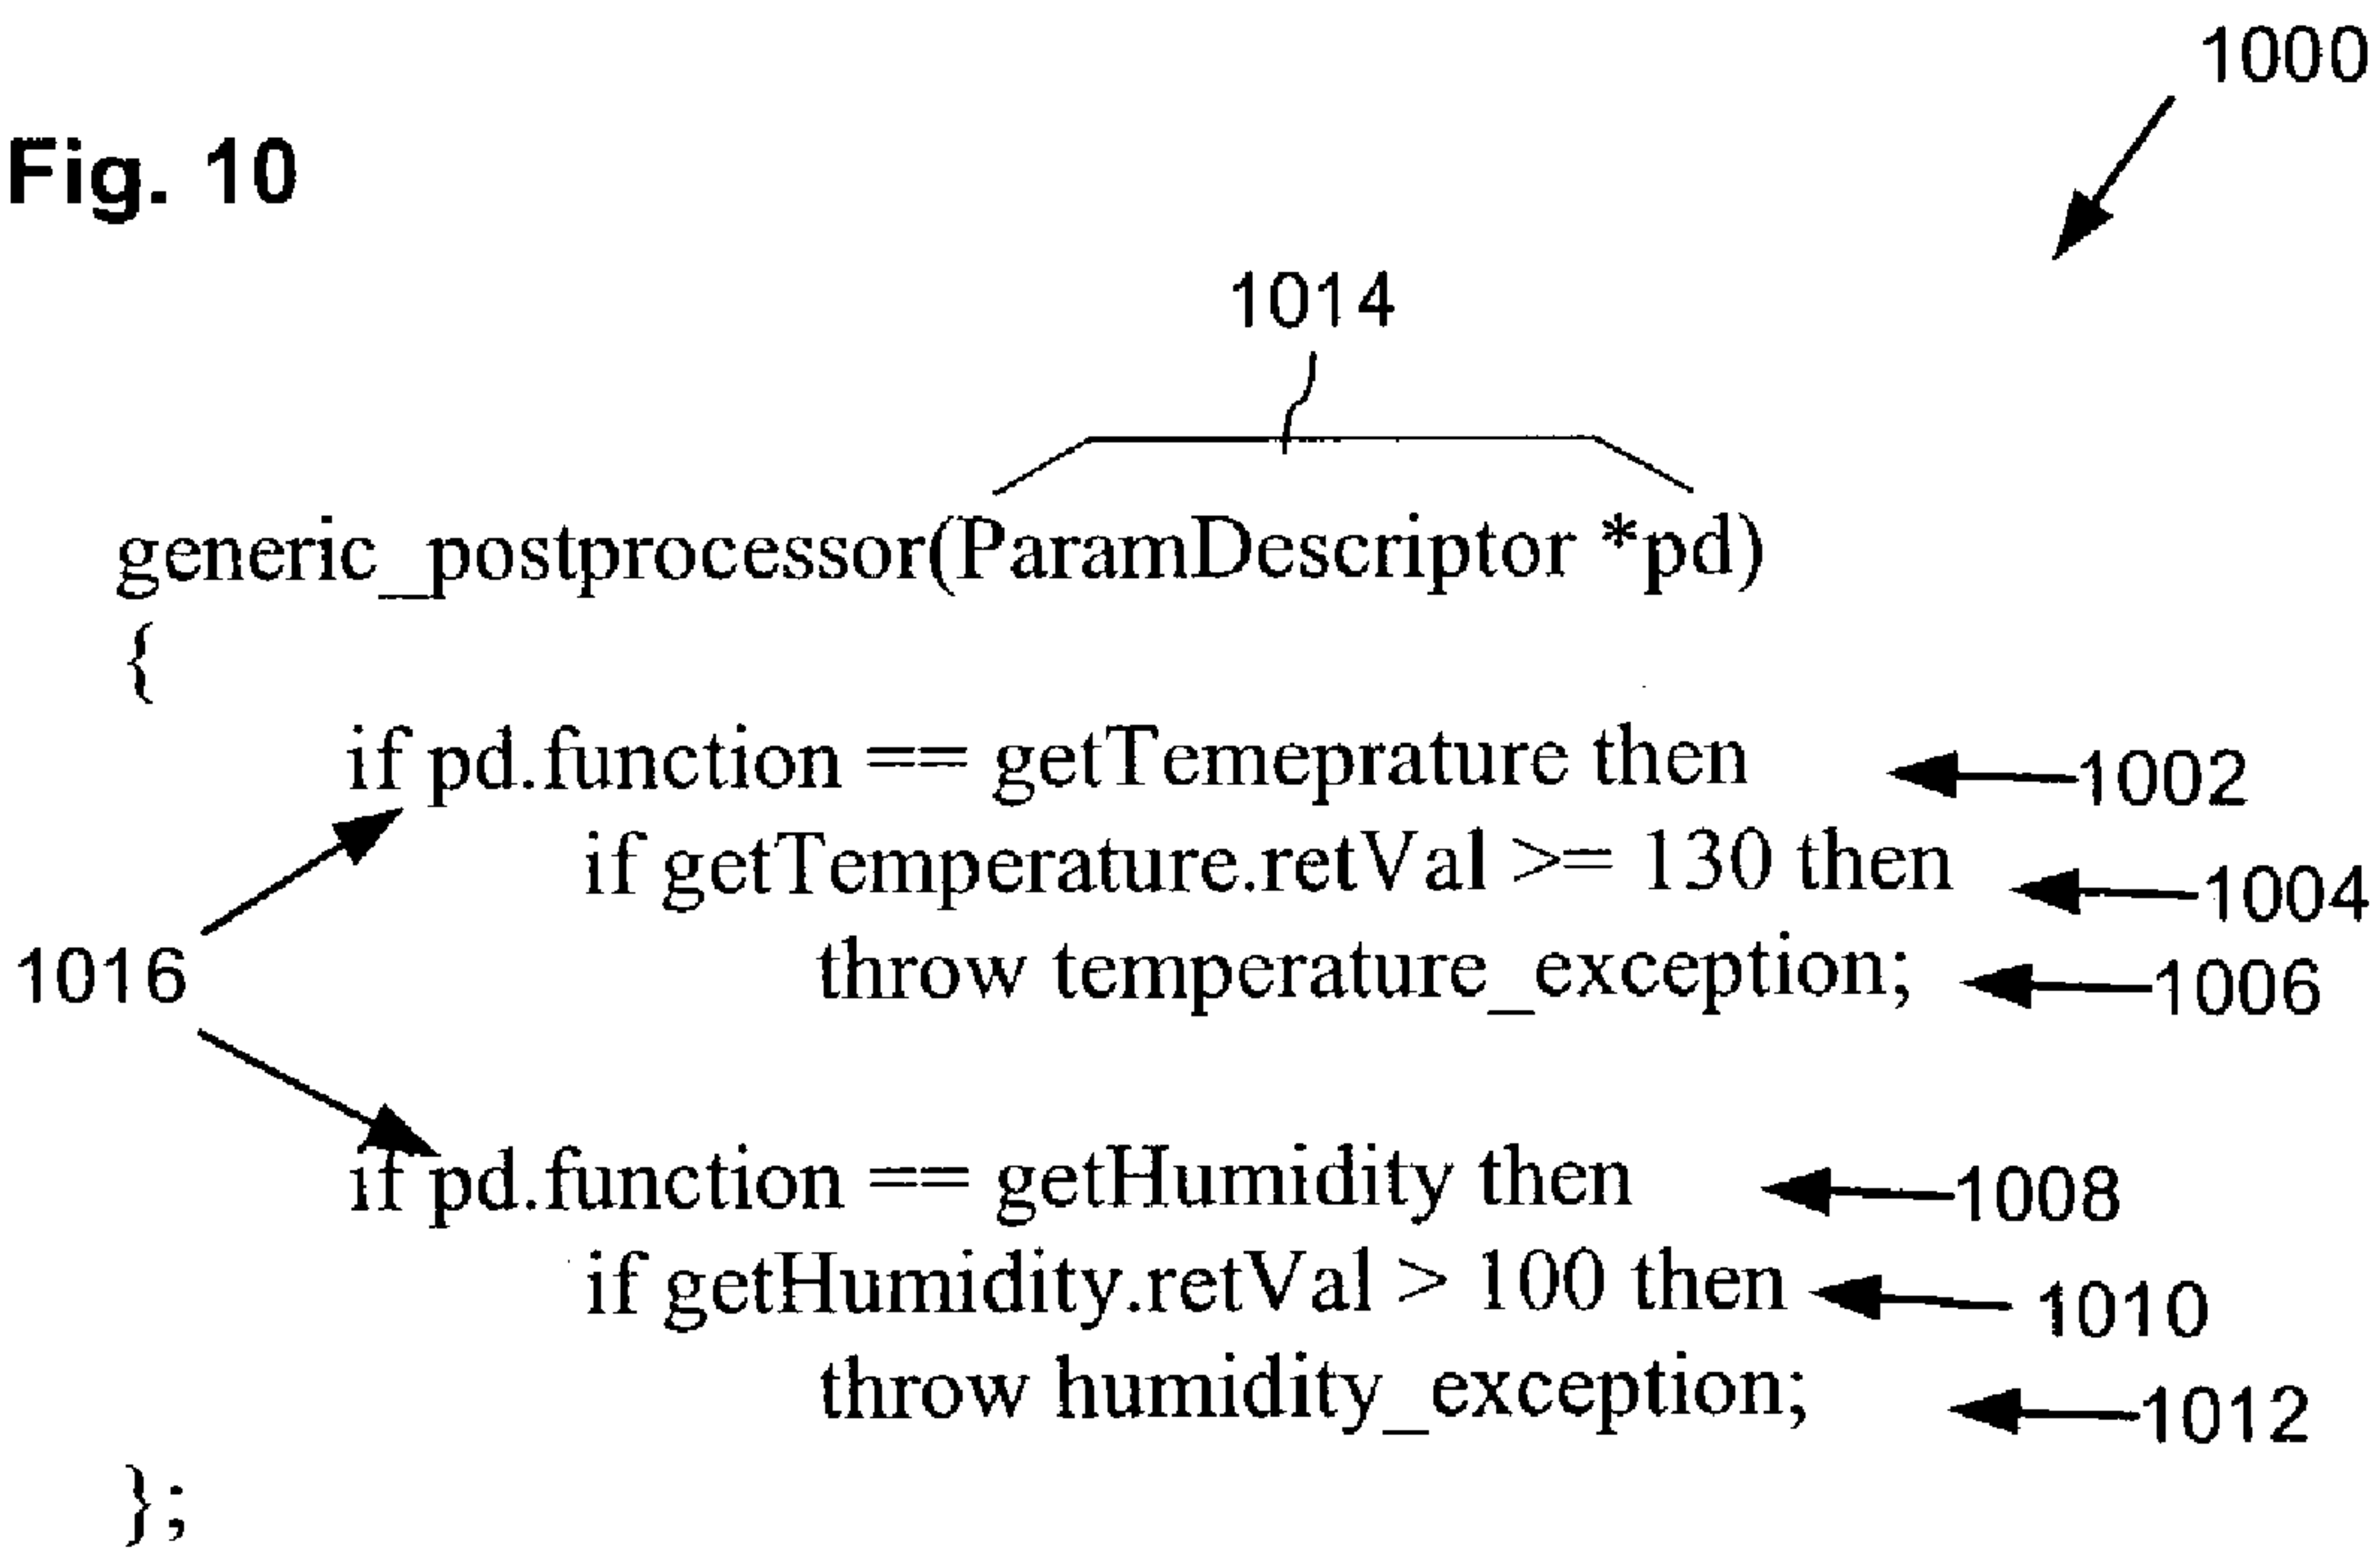 1000
Fig. 10
1014
generic_postprocessor(ParamDescriptor *pd)
{
if pd.function == getTemeprature then 1002
if getTemperature.retVal >= 130 then 1004
throw temperature_exception; 1006
1016
if pd.function == getHumidity then 1008
if getHumidity.retVal > 100 then 1010
throw humidity_exception; 1012
};